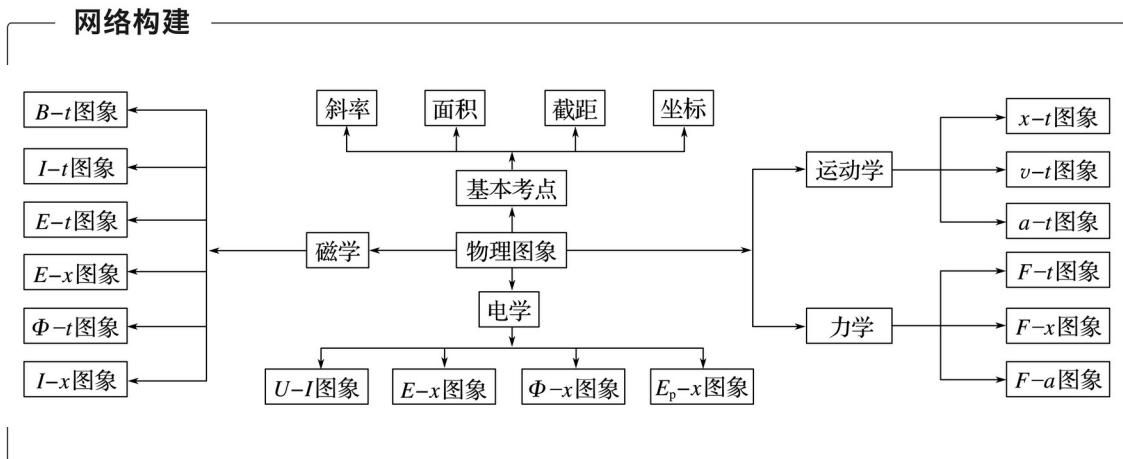 网络构建
斜率
面积
截距
坐标
基本考点
物理图象
磁学
B-t图象
I-t图象
E-t图象
E-x图象
Φ-t图象
I-x图象
电学
U-I图象
E-x图象
Φ-x图象
Eₚ-x图象
运动学
x-t图象
v-t图象
a-t图象
力学
F-t图象
F-x图象
F-a图象